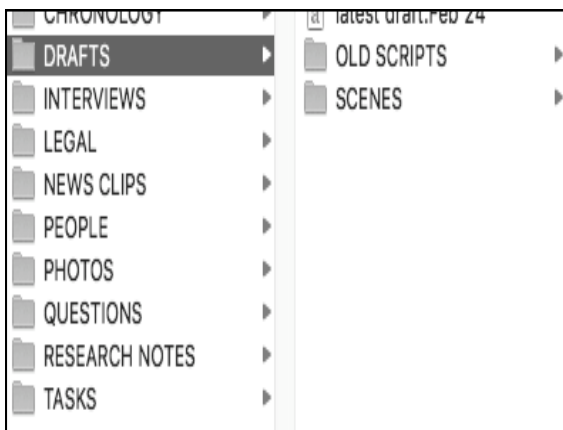 CHRONOLOGY
DRAFTS
INTERVIEWS
LEGAL
NEWS CLIPS
PEOPLE
PHOTOS
QUESTIONS
RESEARCH NOTES
TASKS
latest draft.Feb 24
OLD SCRIPTS
SCENES